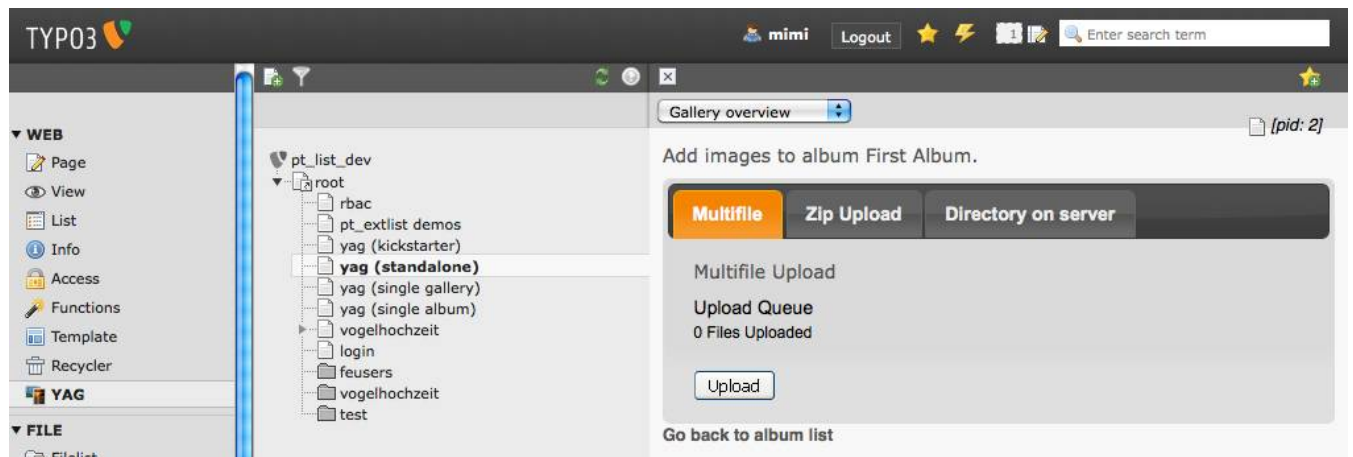 TYPO3
mimi
Logout
1
Enter search term
Gallery overview
[pid: 2]
WEB
Page
View
List
Info
Access
Functions
Template
Recycler
YAG
FILE
Filelist
pt_list_dev
root
rbac
pt_extlist demos
yag (kickstarter)
yag (standalone)
yag (single gallery)
yag (single album)
vogelhochzeit
login
feusers
vogelhochzeit
test
Add images to album First Album.
Multifile
Zip Upload
Directory on server
Multifile Upload
Upload Queue
0 Files Uploaded
Upload
Go back to album list